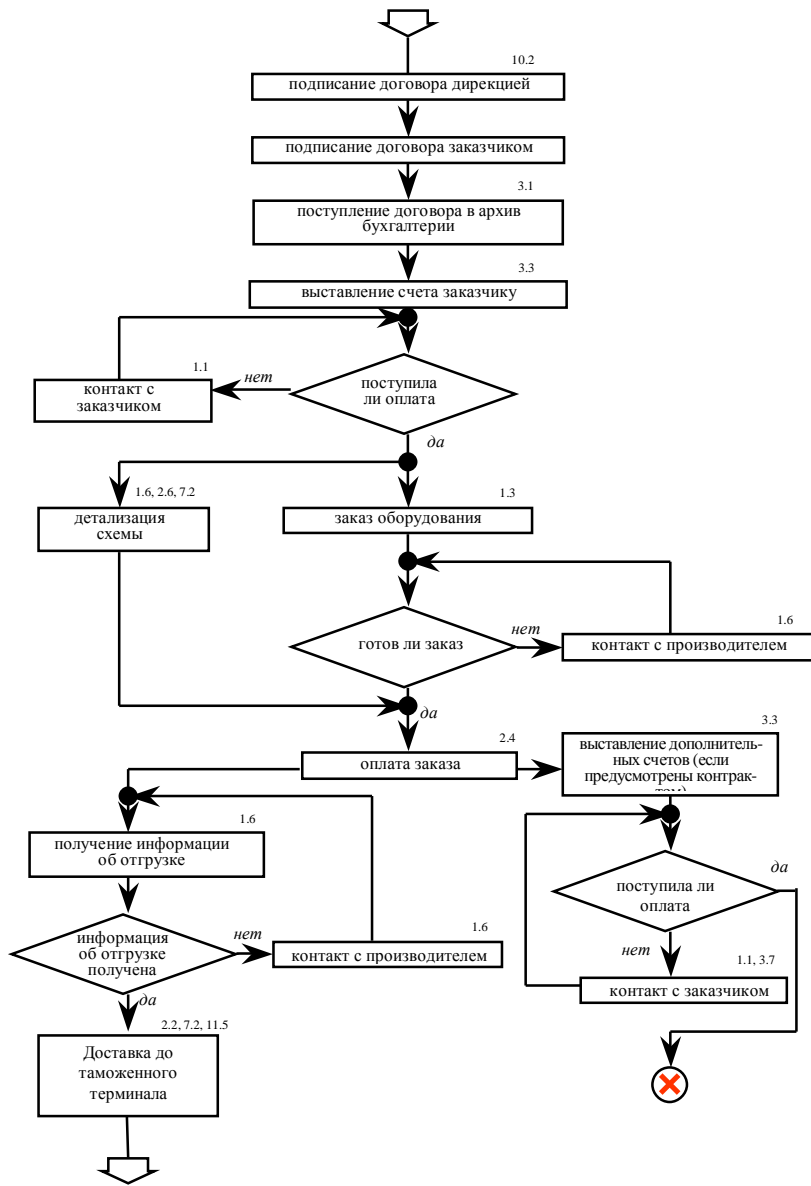 10.2
подписание договора дирекцией
подписание договора заказчиком
3.1
поступление договора в архив
бухгалтерии
3.3
выставление счета заказчику
1.1
нет
контакт с
заказчиком
поступила
ли оплата
да
1.6, 2.6, 7.2
1.3
детализация
схемы
заказ оборудования
1.6
готов ли заказ
нет
контакт с производителем
да
3.3
2.4
оплата заказа
выставление дополнитель-
ных счетов (если
предусмотрены контрак-
том)
1.6
получение информации
об отгрузке
да
поступила ли
оплата
1.6
нет
информация
об отгрузке
получена
контакт с производителем
нет
1.1, 3.7
контакт с заказчиком
да
2.2, 7.2, 11.5
Доставка до
таможенного
терминала